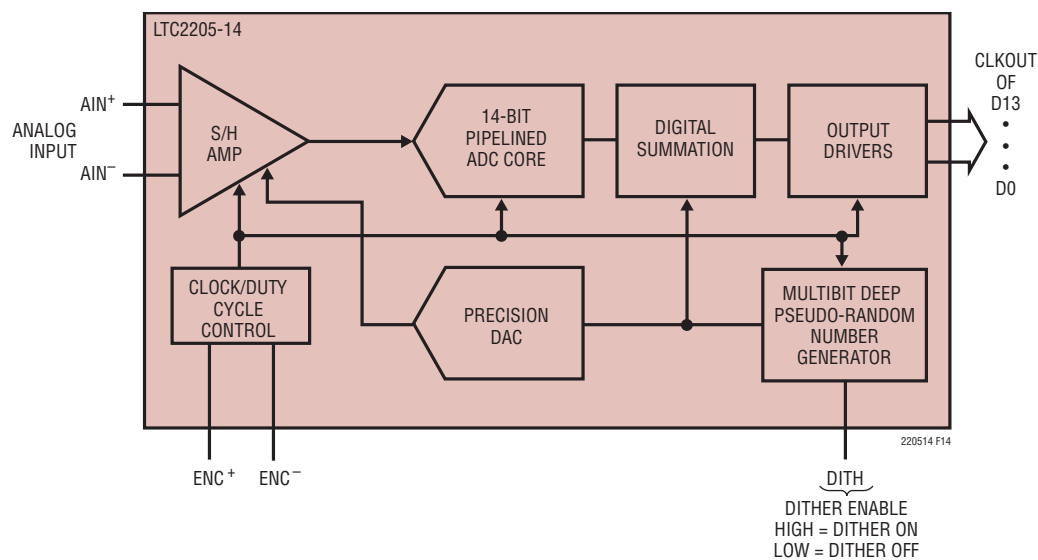 LTC2205-14
AIN+
ANALOG
INPUT
AIN−
S/H
AMP
14-BIT
PIPELINED
ADC CORE
DIGITAL
SUMMATION
OUTPUT
DRIVERS
CLKOUT
OF
D13
•
•
•
D0
CLOCK/DUTY
CYCLE
CONTROL
PRECISION
DAC
MULTIBIT DEEP
PSEUDO-RANDOM
NUMBER
GENERATOR
220514 F14
ENC+
ENC−
DITH
DITHER ENABLE
HIGH = DITHER ON
LOW = DITHER OFF